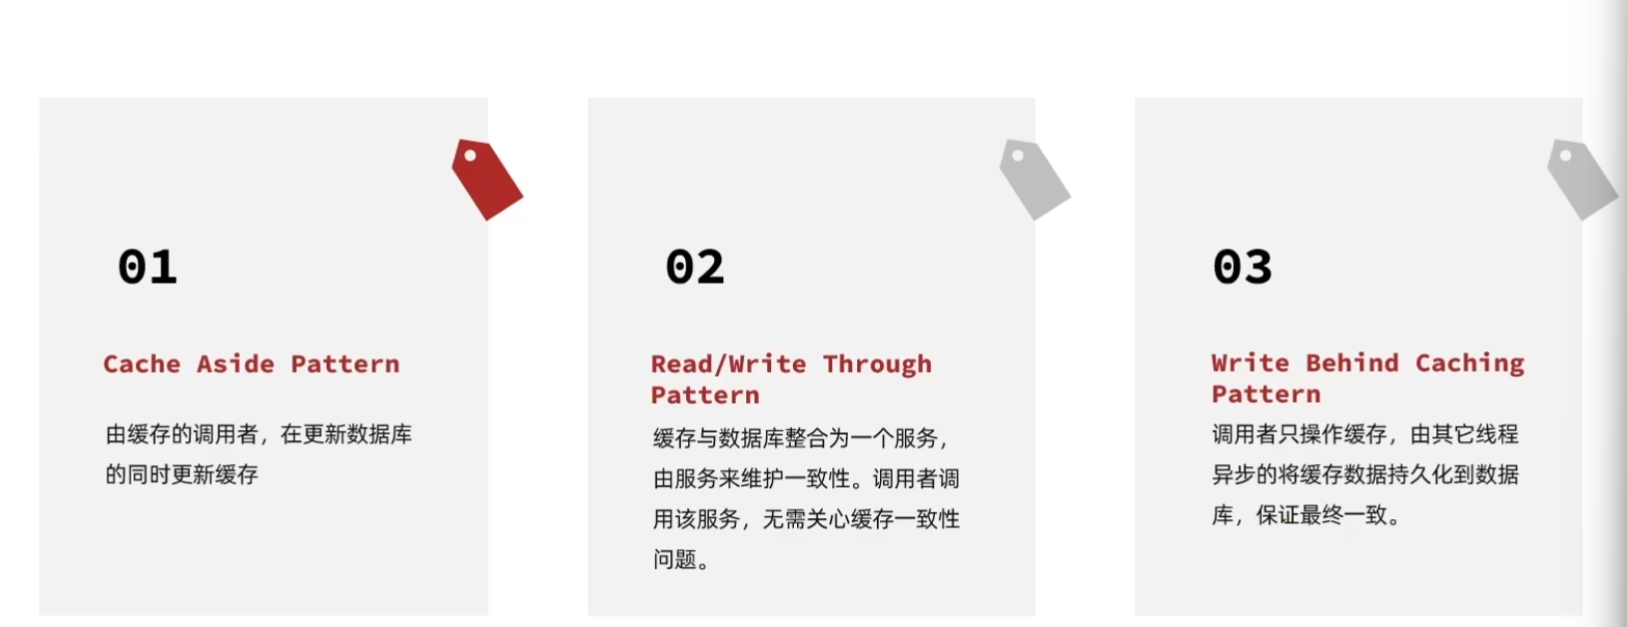 01
Cache Aside Pattern
由缓存的调用者，在更新数据库
的同时更新缓存
02
Read/Write Through
Pattern
缓存与数据库整合为一个服务，
由服务来维护一致性。调用者调
用该服务，无需关心缓存一致性
问题。
03
Write Behind Caching
Pattern
调用者只操作缓存，由其它线程
异步的将缓存数据持久化到数据
库，保证最终一致。